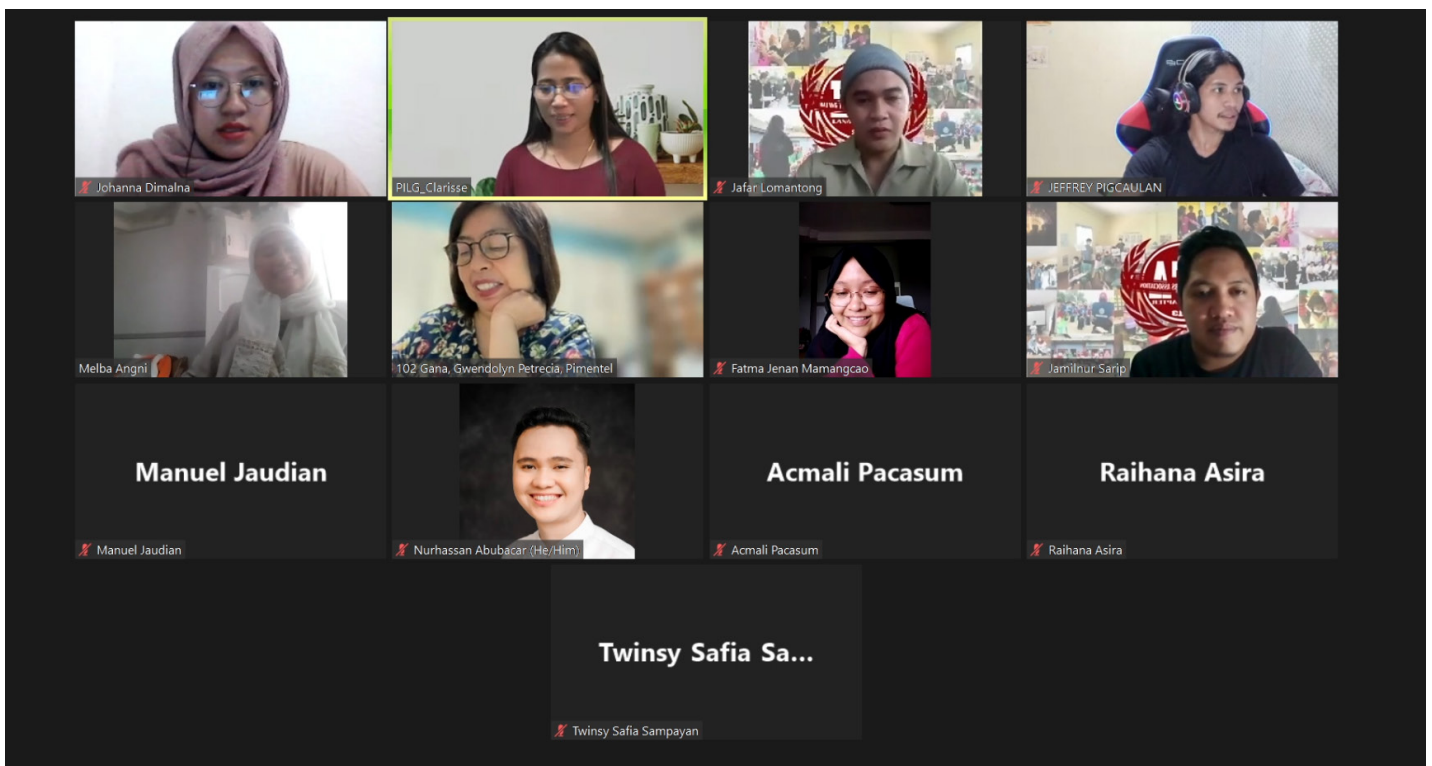 Johanna Dimalna
PILG_Clarisse
Jafar Lomantong
JEFFREY PIGCAULAN
Melba Angni
102 Gana, Gwendolyn Petrecia, Pimentel
Fatma Jenan Mamangcao
Jamilnur Sarip
Manuel Jaudian
Acmali Pacasum
Raihana Asira
Manuel Jaudian
Nurhassan Abubacar (He/Him)
Acmali Pacasum
Raihana Asira
Twinsy Safia Sa...
Twinsy Safia Sampayan